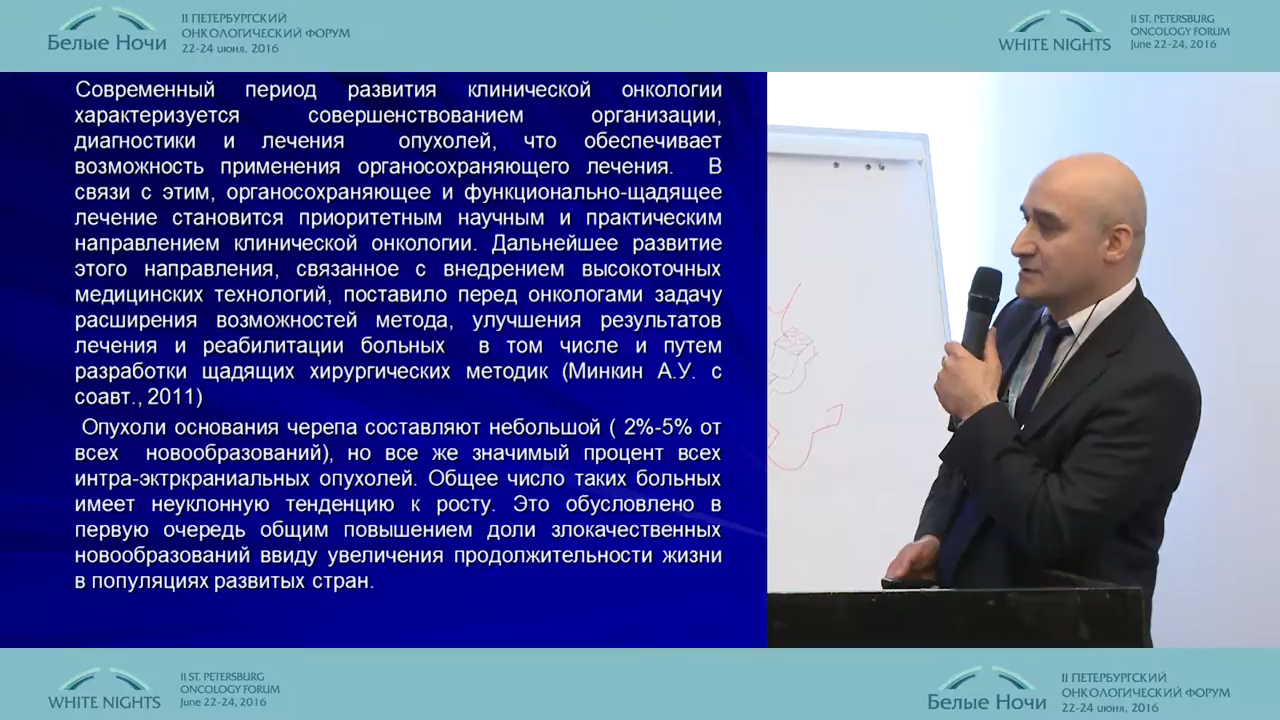 Белые Ночи
II ПЕТЕРБУРГСКИЙ
ОНКОЛОГИЧЕСКИЙ ФОРУМ
22-24 июня, 2016
WHITE NIGHTS
II ST. PETERSBURG
ONCOLOGY FORUM
June 22-24, 2016
Современный период развития клинической онкологии
характеризуется совершенствованием организации,
диагностики и лечения опухолей, что обеспечивает
возможность применения органосохраняющего лечения. В
связи с этим, органосохраняющее и функционально-щадящее
лечение становится приоритетным научным и практическим
направлением клинической онкологии. Дальнейшее развитие
этого направления, связанное с внедрением высокоточных
медицинских технологий, поставило перед онкологами задачу
расширения возможностей метода, улучшения результатов
лечения и реабилитации больных в том числе и путем
разработки щадящих хирургических методик (Минкин А.У. с
соавт., 2011)
Опухоли основания черепа составляют небольшой ( 2%-5% от
всех новообразований), но все же значимый процент всех
интра-эктркраниальных опухолей. Общее число таких больных
имеет неуклонную тенденцию к росту. Это обусловлено в
первую очередь общим повышением доли злокачественных
новообразований ввиду увеличения продолжительности жизни
в популяциях развитых стран.
WHITE NIGHTS
II ST. PETERSBURG
ONCOLOGY FORUM
June 22-24, 2016
Белые Ночи
II ПЕТЕРБУРГСКИЙ
ОНКОЛОГИЧЕСКИЙ ФОРУМ
22-24 июня, 2016